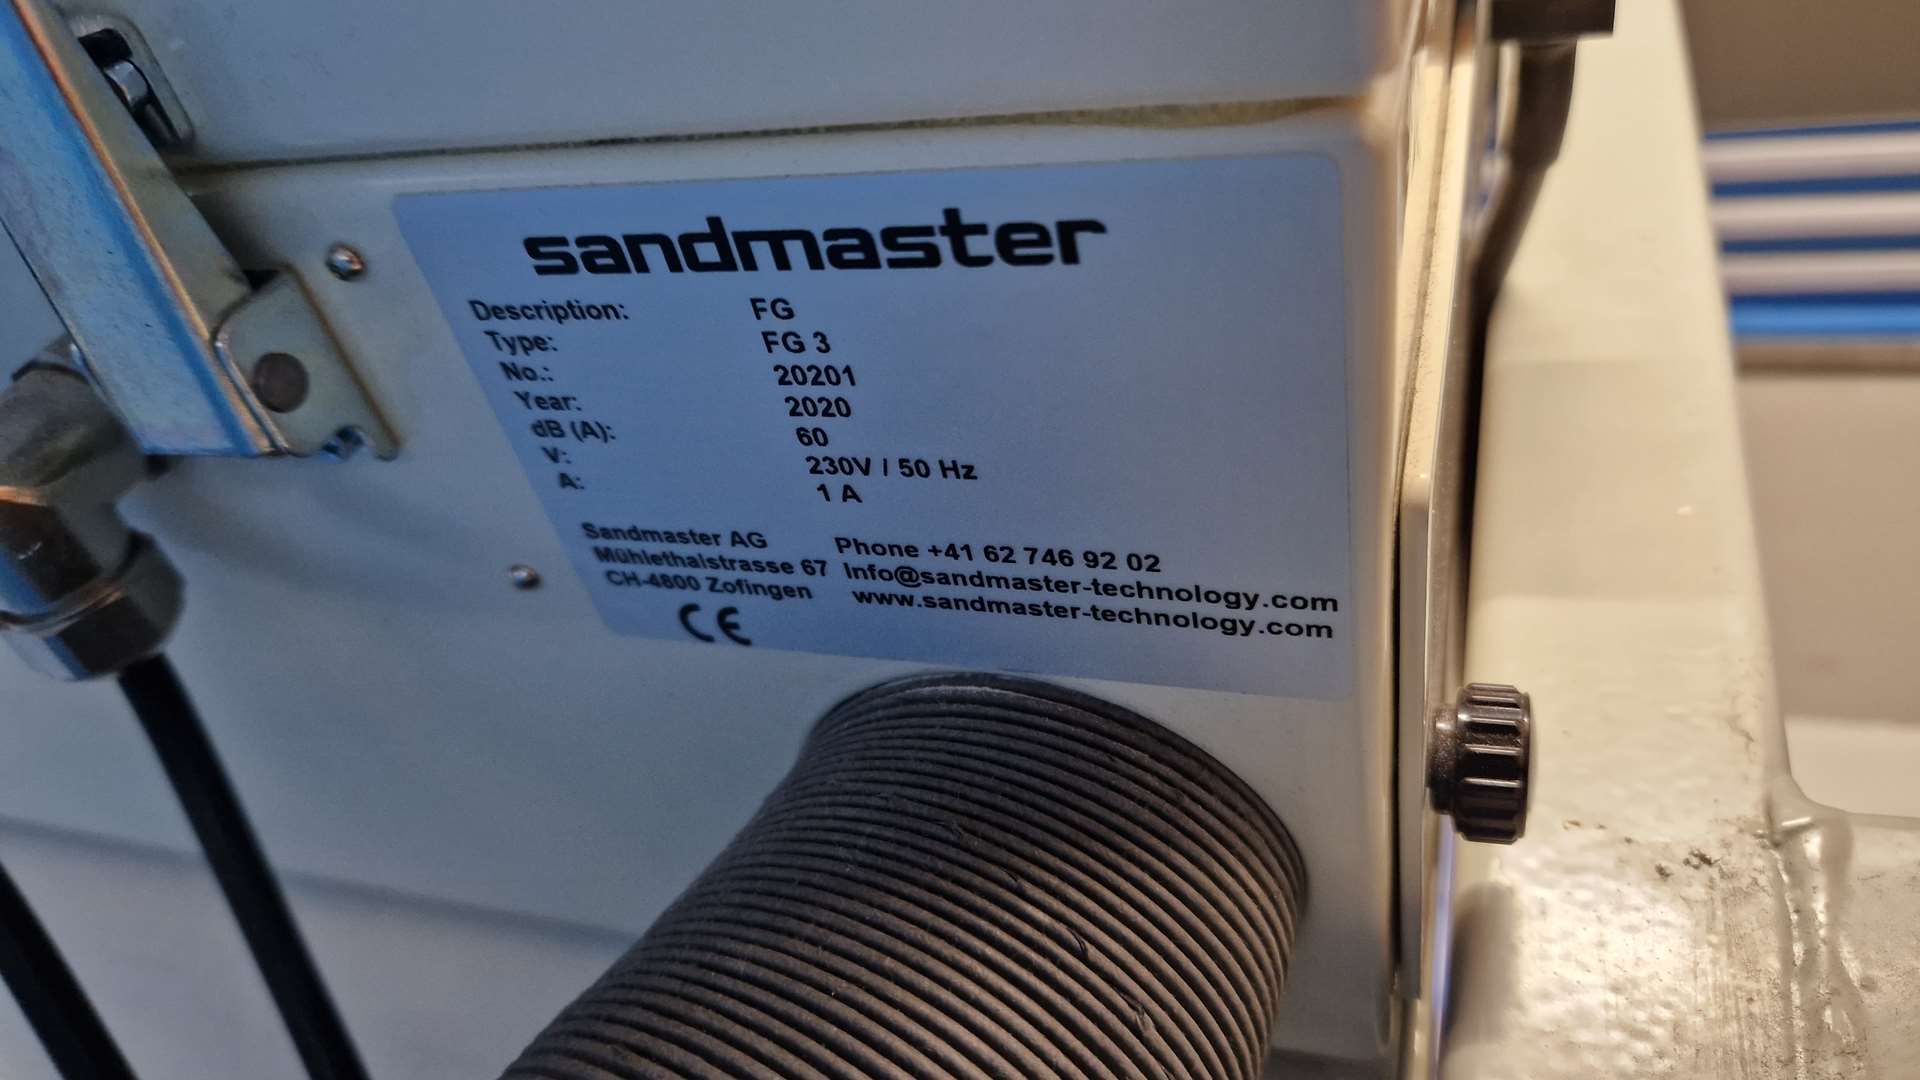 sandmaster
Description: FG
Type: FG 3
No.: 20201
Year: 2020
dB (A): 60
V: 230V / 50 Hz
A: 1 A
Sandmaster AG
Mühlethalstrasse 67
CH-4800 Zofingen
Phone +41 62 746 92 02
Info@sandmaster-technology.com
www.sandmaster-technology.com
CE